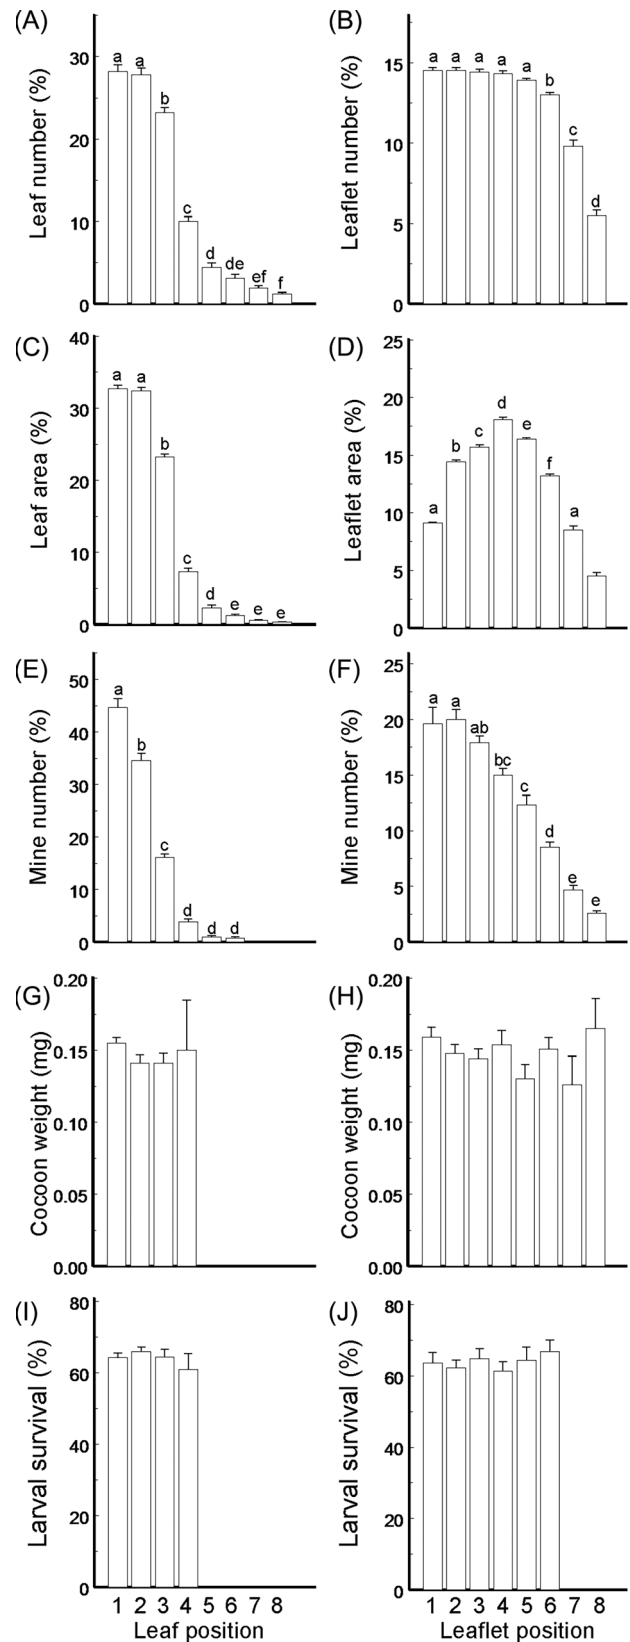 (A)
Leaf number (%)
30
20
10
0
a a b c d de ef f
(B)
Leaflet number (%)
15
10
5
0
a a a a a b c d
(C)
Leaf area (%)
40
30
20
10
0
a a b c d e e e
(D)
Leaflet area (%)
25
20
15
10
5
0
a b c d e f a
(E)
Mine number (%)
50
40
30
20
10
0
a b c d d d
(F)
Mine number (%)
25
20
15
10
5
0
a a ab bc c d e e
(G)
Cocoon weight (mg)
0.20
0.15
0.10
0.05
0.00
(H)
Cocoon weight (mg)
0.20
0.15
0.10
0.05
0.00
(I)
Larval survival (%)
80
60
40
20
0
1 2 3 4 5 6 7 8
Leaf position
(J)
Larval survival (%)
80
60
40
20
0
1 2 3 4 5 6 7 8
Leaflet position